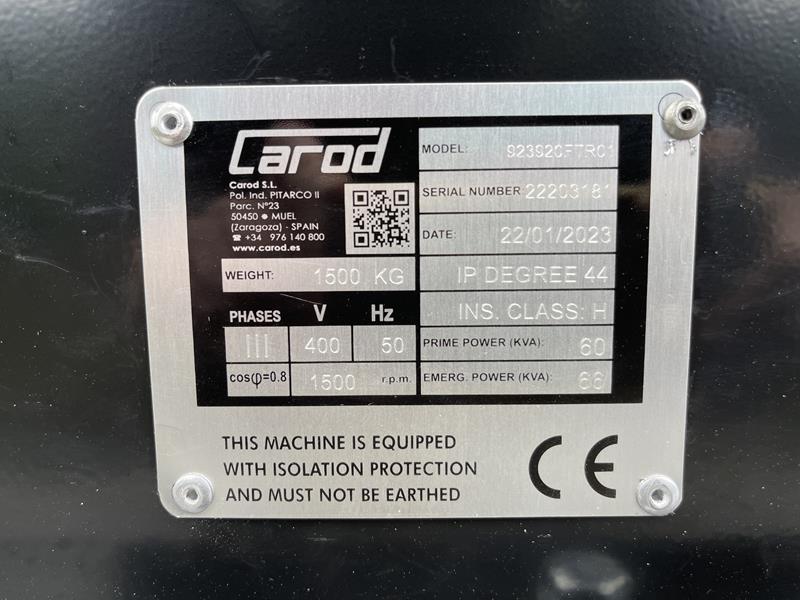 Carod
Carod S.L.
Pol. Ind. PITARCO II
Parc. Nº23
50450 ● MUEL
(Zaragoza) - SPAIN
☎ +34 976 140 800
www.carod.es
WEIGHT: 1500 KG
PHASES V Hz
||| 400 50
cosφ=0.8 1500 r.p.m.
MODEL:
SERIAL NUMBER: 22203181
DATE: 22/01/2023
IP DEGREE 44
INS. CLASS: H
PRIME POWER (KVA): 60
EMERG. POWER (KVA): 66
THIS MACHINE IS EQUIPPED
WITH ISOLATION PROTECTION
AND MUST NOT BE EARTHED
CE